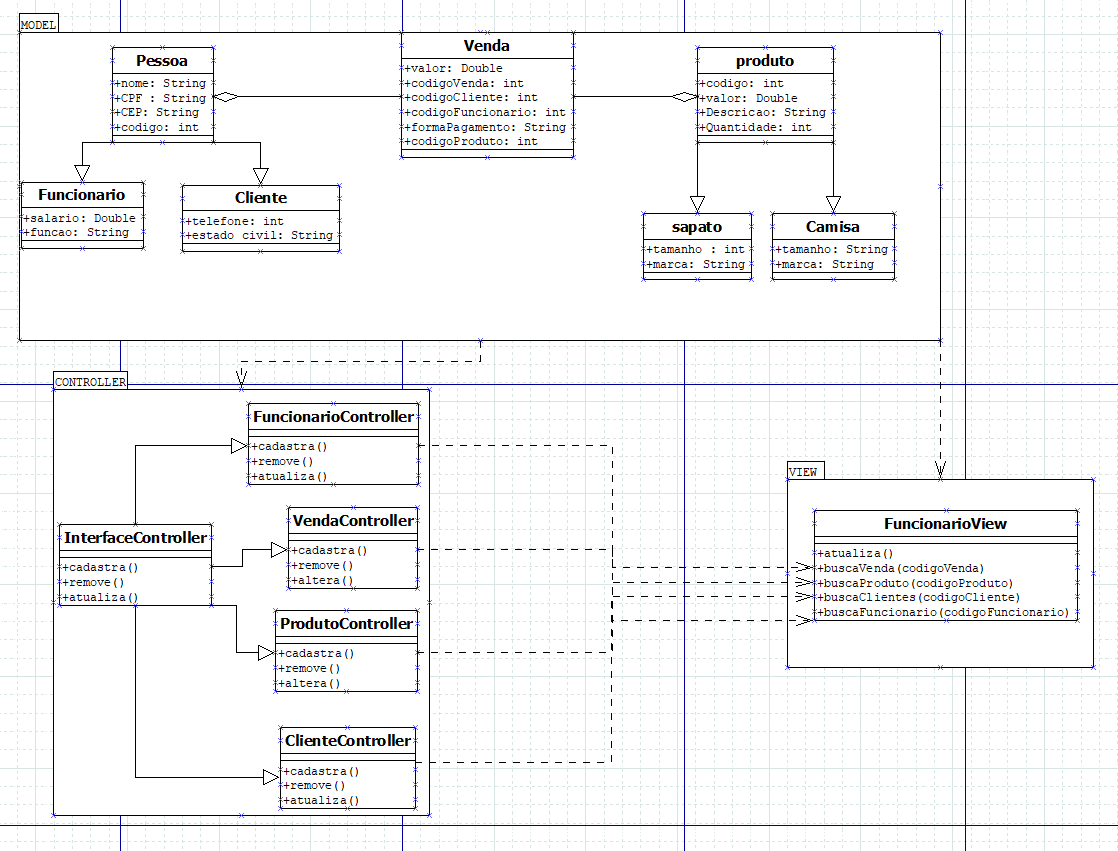 MODEL
Pessoa
+nome: String
+CPF : String
+CEP: String
+codigo: int
Venda
+valor: Double
+codigoVenda: int
+codigoCliente: int
+codigoFuncionario: int
+formaPagamento: String
+codigoProduto: int
produto
+codigo: int
+valor: Double
+Descricao: String
+Quantidade: int
Funcionario
+salario: Double
+funcao: String
Cliente
+telefone: int
+estado civil: String
sapato
+tamanho : int
+marca: String
Camisa
+tamanho: String
+marca: String
CONTROLLER
FuncionarioController
+cadastra()
+remove()
+atualiza()
InterfaceController
+cadastra()
+remove()
+atualiza()
VendaController
+cadastra()
+remove()
+altera()
ProdutoController
+cadastra()
+remove()
+altera()
ClienteController
+cadastra()
+remove()
+atualiza()
VIEW
FuncionarioView
+atualiza()
+buscaVenda(codigoVenda)
+buscaProduto(codigoProduto)
+buscaClientes(codigoCliente)
+buscaFuncionario(codigoFuncionario)